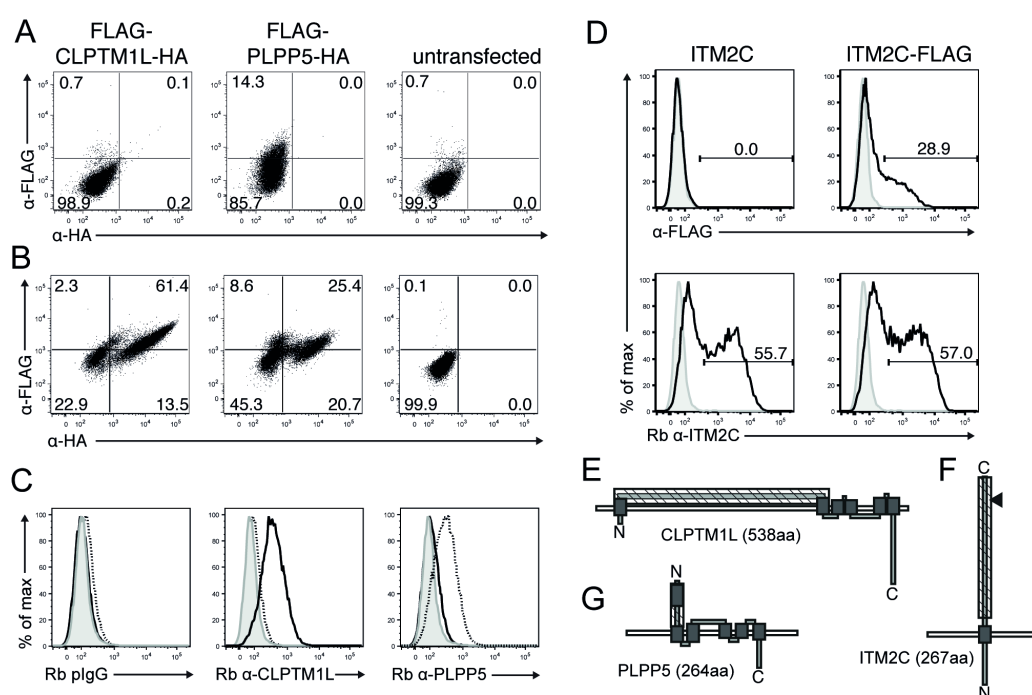 A
FLAG-
CLPTM1L-HA
FLAG-
PLPP5-HA
untransfected
0.7 0.1
98.9 0.2
14.3 0.0
85.7 0.0
0.7 0.0
99.3 0.0
α-FLAG
α-HA
B
2.3 61.4
22.9 13.5
8.6 25.4
45.3 20.7
0.1 0.0
99.9 0.0
α-FLAG
α-HA
C
% of max
Rb pIgG
Rb α-CLPTM1L
Rb α-PLPP5
D
ITM2C
ITM2C-FLAG
0.0
28.9
α-FLAG
55.7
57.0
% of max
Rb α-ITM2C
E
N
CLPTM1L (538aa)
C
F
C
ITM2C (267aa)
N
G
N
PLPP5 (264aa)
C